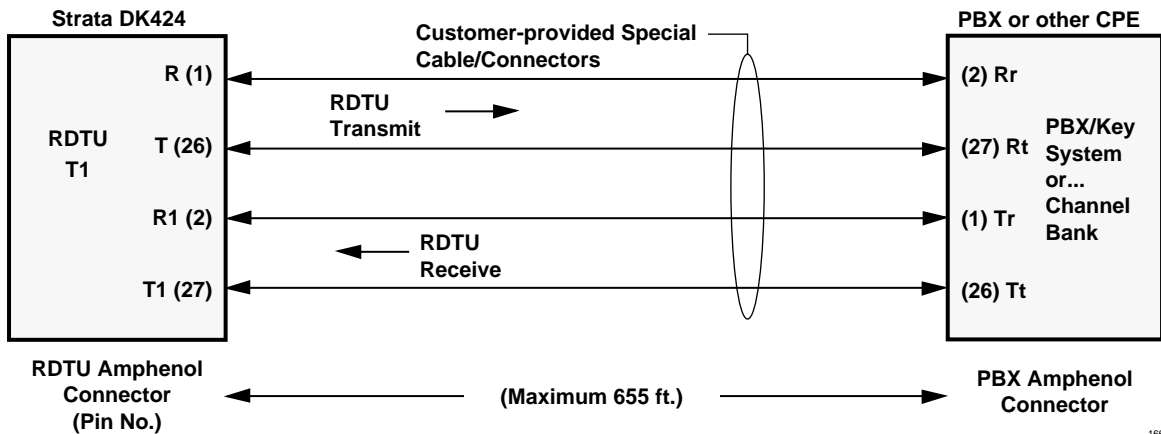 Strata DK424
PBX or other CPE
Customer-provided Special
Cable/Connectors
R (1)
(2) Rr
RDTU
Transmit
RDTU
T1
T (26)
(27) Rt
PBX/Key
System
or...
Channel
Bank
R1 (2)
(1) Tr
RDTU
Receive
T1 (27)
(26) Tt
RDTU Amphenol
Connector
(Pin No.)
(Maximum 655 ft.)
PBX Amphenol
Connector